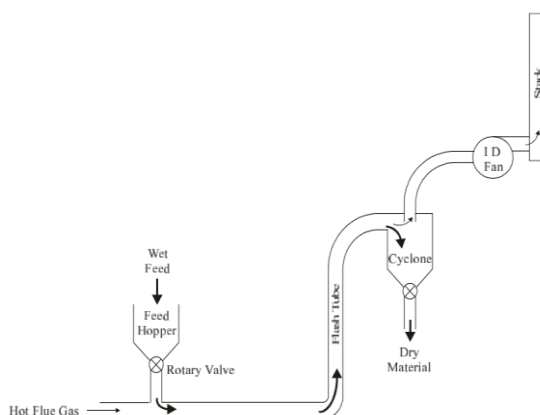 Stack
I D
Fan
Wet
Feed
Cyclone
Feed
Hopper
Flash Tube
Rotary Valve
Dry
Material
Hot Flue Gas